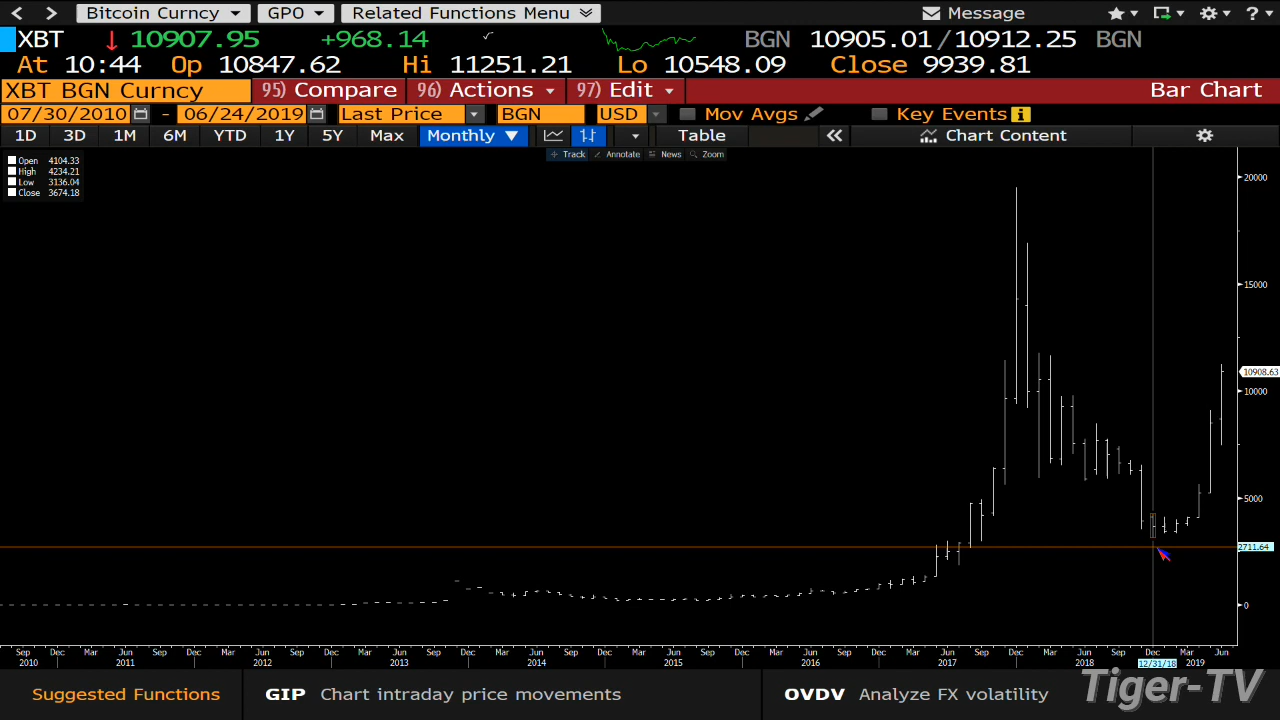 Bitcoin Curncy GPO Related Functions Menu Message ?
XBT 10907.95 +968.14 BGN 10905.01/10912.25 BGN
At 10:44 Op 10847.62 Hi 11251.21 Lo 10548.09 Close 9939.81
XBT BGN Curncy 95) Compare 96) Actions 97) Edit Bar Chart
07/30/2010 - 06/24/2019 Last Price BGN USD Mov Avgs Key Events
1D 3D 1M 6M YTD 1Y 5Y Max Monthly Table Chart Content
Track Annotate News Zoom
Open 4104.33
High 4234.21
Low 3136.04
Close 3674.18
20000
15000
10908.63
10000
5000
2711.64
0
Sep Dec Mar Jun Sep Dec Mar Jun Sep Dec Mar Jun Sep Dec Mar Jun Sep Dec Mar Jun Sep Dec Mar Jun Sep Dec Mar Jun Sep Dec Mar Jun Sep Dec Mar Jun
2010 2011 2012 2013 2014 2015 2016 2017 2018 12/31/18 2019
Suggested Functions GIP Chart intraday price movements OVDV Analyze FX volatility
Tiger-TV